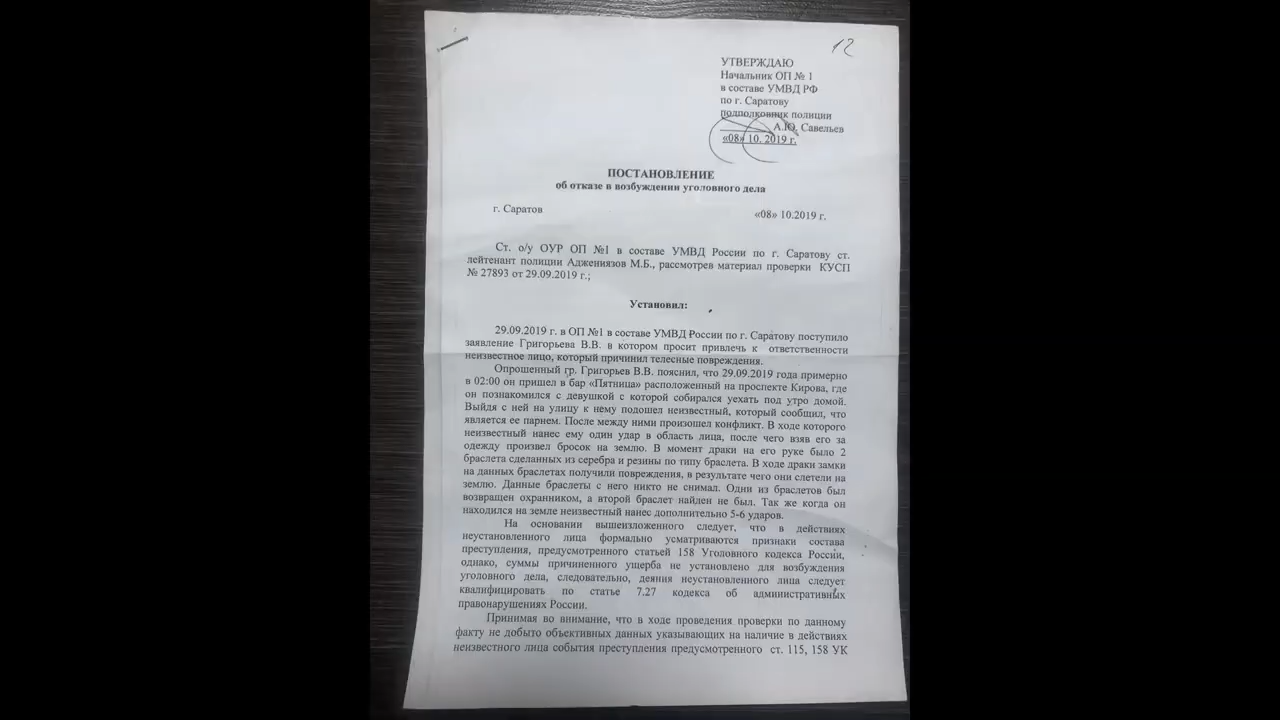 12
УТВЕРЖДАЮ
Начальник ОП № 1
в составе УМВД РФ
по г. Саратову
подполковник полиции
А.Ю. Савельев
«08» 10. 2019 г.
ПОСТАНОВЛЕНИЕ
об отказе в возбуждении уголовного дела
г. Саратов «08» 10.2019 г.
Ст. о/у ОУР ОП №1 в составе УМВД России по г. Саратову ст.
лейтенант полиции Аджениязов М.Б., рассмотрев материал проверки КУСП
№ 27893 от 29.09.2019 г.;
Установил:
29.09.2019 г. в ОП №1 в составе УМВД России по г. Саратову поступило
заявление Григорьева В.В. в котором просит привлечь к ответственности
неизвестное лицо, который причинил телесные повреждения.
Опрошенный гр. Григорьев В.В. пояснил, что 29.09.2019 года примерно
в 02:00 он пришел в бар «Пятница» расположенный на проспекте Кирова, где
он познакомился с девушкой с которой собирался уехать под утро домой.
Выйдя с ней на улицу к нему подошел неизвестный, который сообщил, что
является ее парнем. После между ними произошел конфликт. В ходе которого
неизвестный нанес ему один удар в область лица, после чего взяв его за
одежду произвел бросок на землю. В момент драки на его руке было 2
браслета сделанных из серебра и резины по типу браслета. В ходе драки замки
на данных браслетах получили повреждения, в результате чего они слетели на
землю. Данные браслеты с него никто не снимал. Одни из браслетов был
возвращен охранником, а второй браслет найден не был. Так же когда он
находился на земле неизвестный нанес дополнительно 5-6 ударов.
На основании вышеизложенного следует, что в действиях
неустановленного лица формально усматриваются признаки состава
преступления, предусмотренного статьей 158 Уголовного кодекса России,
однако, суммы причиненного ущерба не установлено для возбуждения
уголовного дела, следовательно, деяния неустановленного лица следует
квалифицировать по статье 7.27 кодекса об административных
правонарушениях России.
Принимая во внимание, что в ходе проведения проверки по данному
факту не добыто объективных данных указывающих на наличие в действиях
неизвестного лица события преступления предусмотренного ст. 115, 158 УК